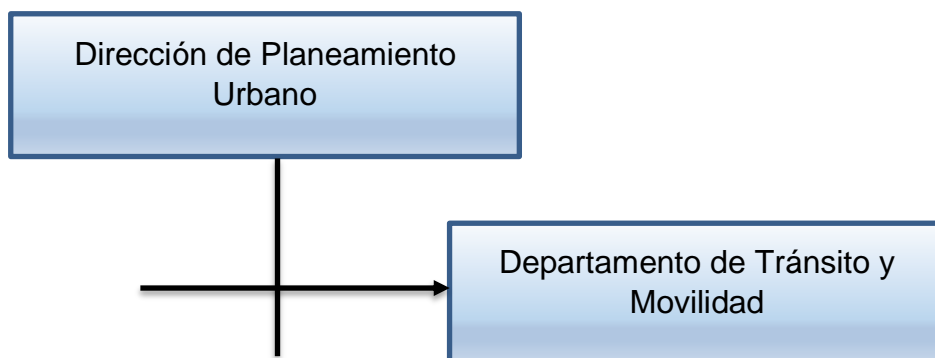 Dirección de Planeamiento
Urbano
Departamento de Tránsito y
Movilidad